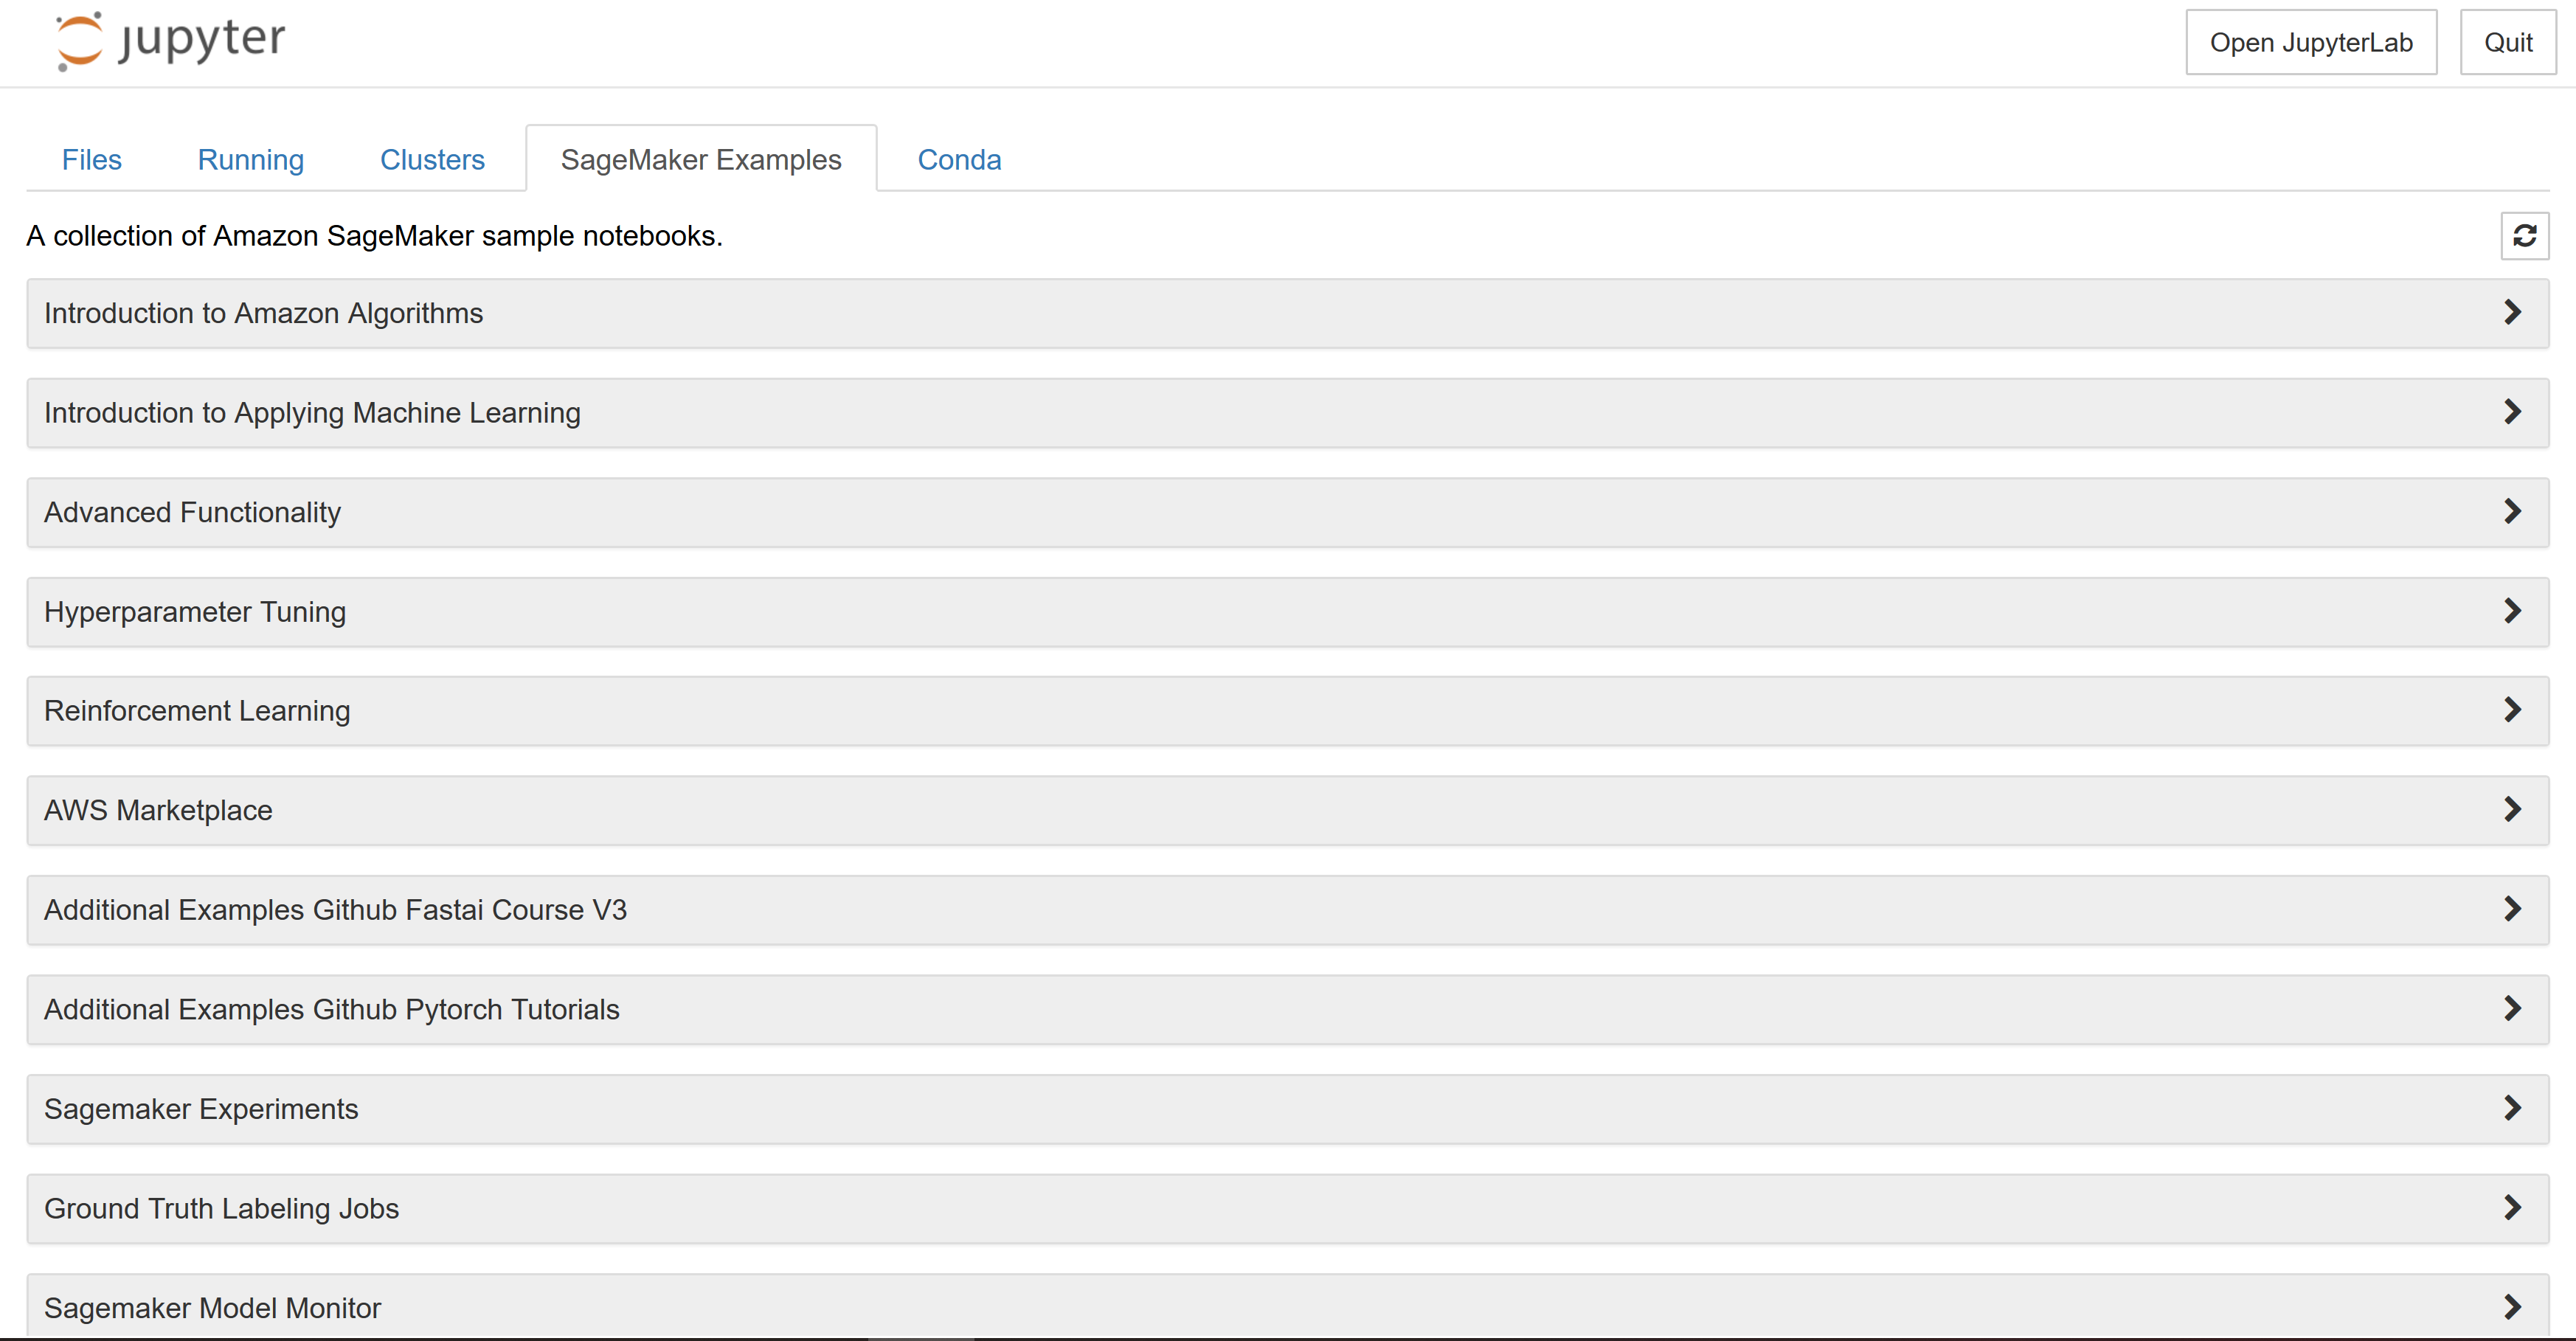 jupyter
Open JupyterLab
Quit
Files
Running
Clusters
SageMaker Examples
Conda
A collection of Amazon SageMaker sample notebooks.
Introduction to Amazon Algorithms
Introduction to Applying Machine Learning
Advanced Functionality
Hyperparameter Tuning
Reinforcement Learning
AWS Marketplace
Additional Examples Github Fastai Course V3
Additional Examples Github Pytorch Tutorials
Sagemaker Experiments
Ground Truth Labeling Jobs
Sagemaker Model Monitor